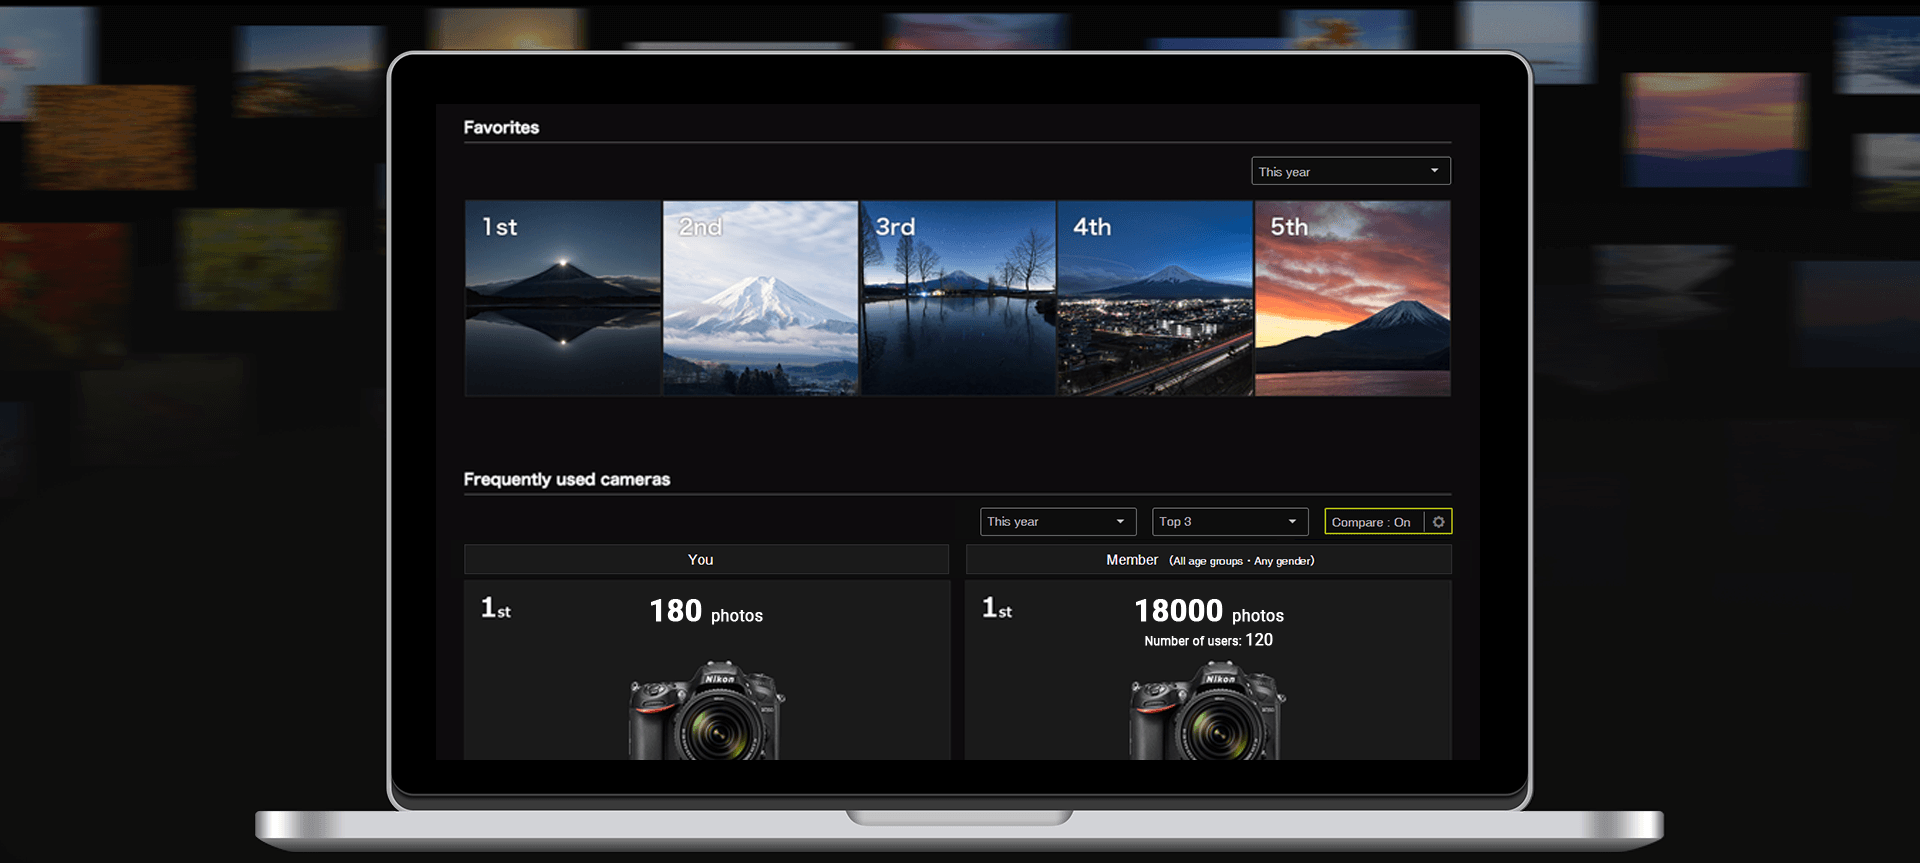 Favorites
This year
1st
2nd
3rd
4th
5th
Frequently used cameras
This year
Top 3
Compare : On
You
Member (All age groups・Any gender)
1st
180 photos
1st
18000 photos
Number of users: 120
Nikon
Nikon